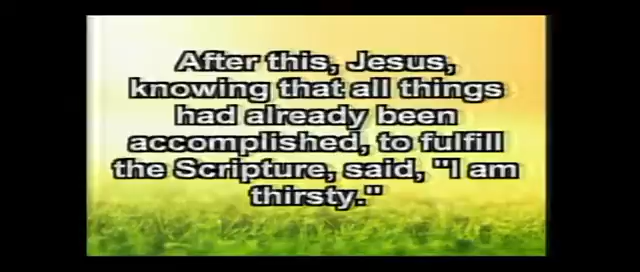 After this, Jesus,
knowing that all things
had already been
accomplished, to fulfill
the Scripture, said, "I am
thirsty."